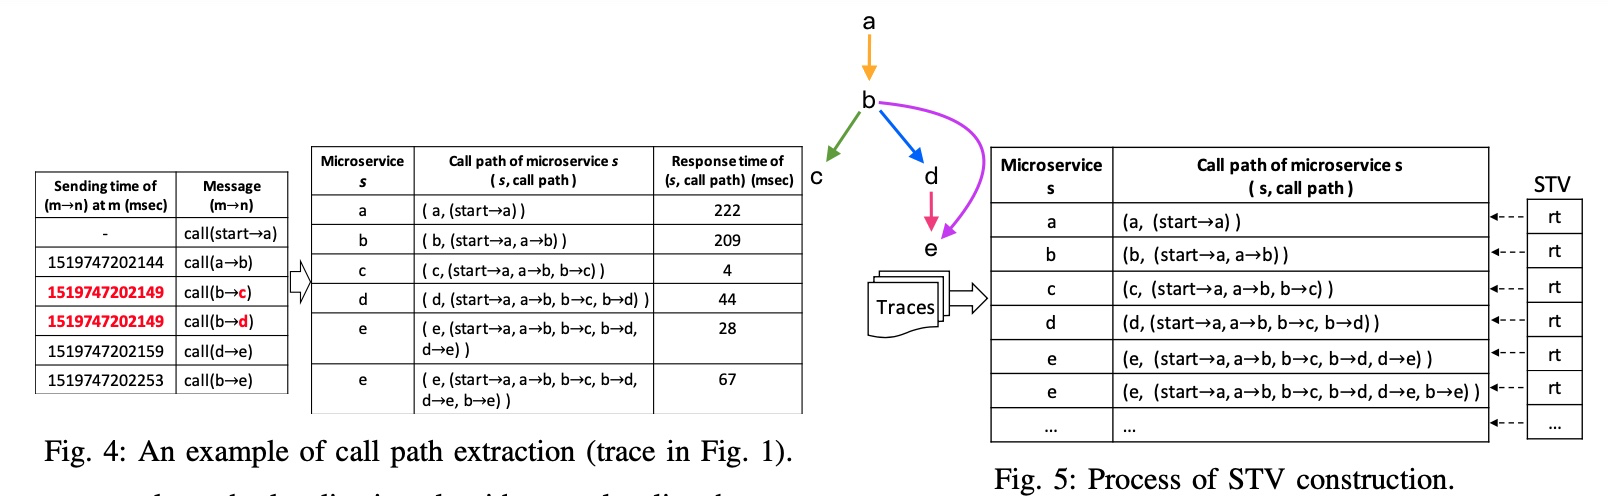 a
b
c
d
e
Sending time of (m→n) at m (msec) | Message (m→n)
- | call(start→a)
1519747202144 | call(a→b)
1519747202149 | call(b→c)
1519747202149 | call(b→d)
1519747202159 | call(d→e)
1519747202253 | call(b→e)
Microservice s | Call path of microservice s ( s, call path ) | Response time of (s, call path) (msec)
a | ( a, (start→a) ) | 222
b | ( b, (start→a, a→b) ) | 209
c | ( c, (start→a, a→b, b→c) ) | 4
d | ( d, (start→a, a→b, b→c, b→d) ) | 44
e | ( e, (start→a, a→b, b→c, b→d, d→e) ) | 28
e | ( e, (start→a, a→b, b→c, b→d, d→e, b→e) ) | 67
Fig. 4: An example of call path extraction (trace in Fig. 1).
Traces
Microservice s | Call path of microservice s ( s, call path ) | STV
a | (a, (start→a) ) | rt
b | (b, (start→a, a→b) ) | rt
c | (c, (start→a, a→b, b→c) ) | rt
d | (d, (start→a, a→b, b→c, b→d) ) | rt
e | (e, (start→a, a→b, b→c, b→d, d→e) ) | rt
e | (e, (start→a, a→b, b→c, b→d, d→e, b→e) ) | rt
... | ... | ...
Fig. 5: Process of STV construction.